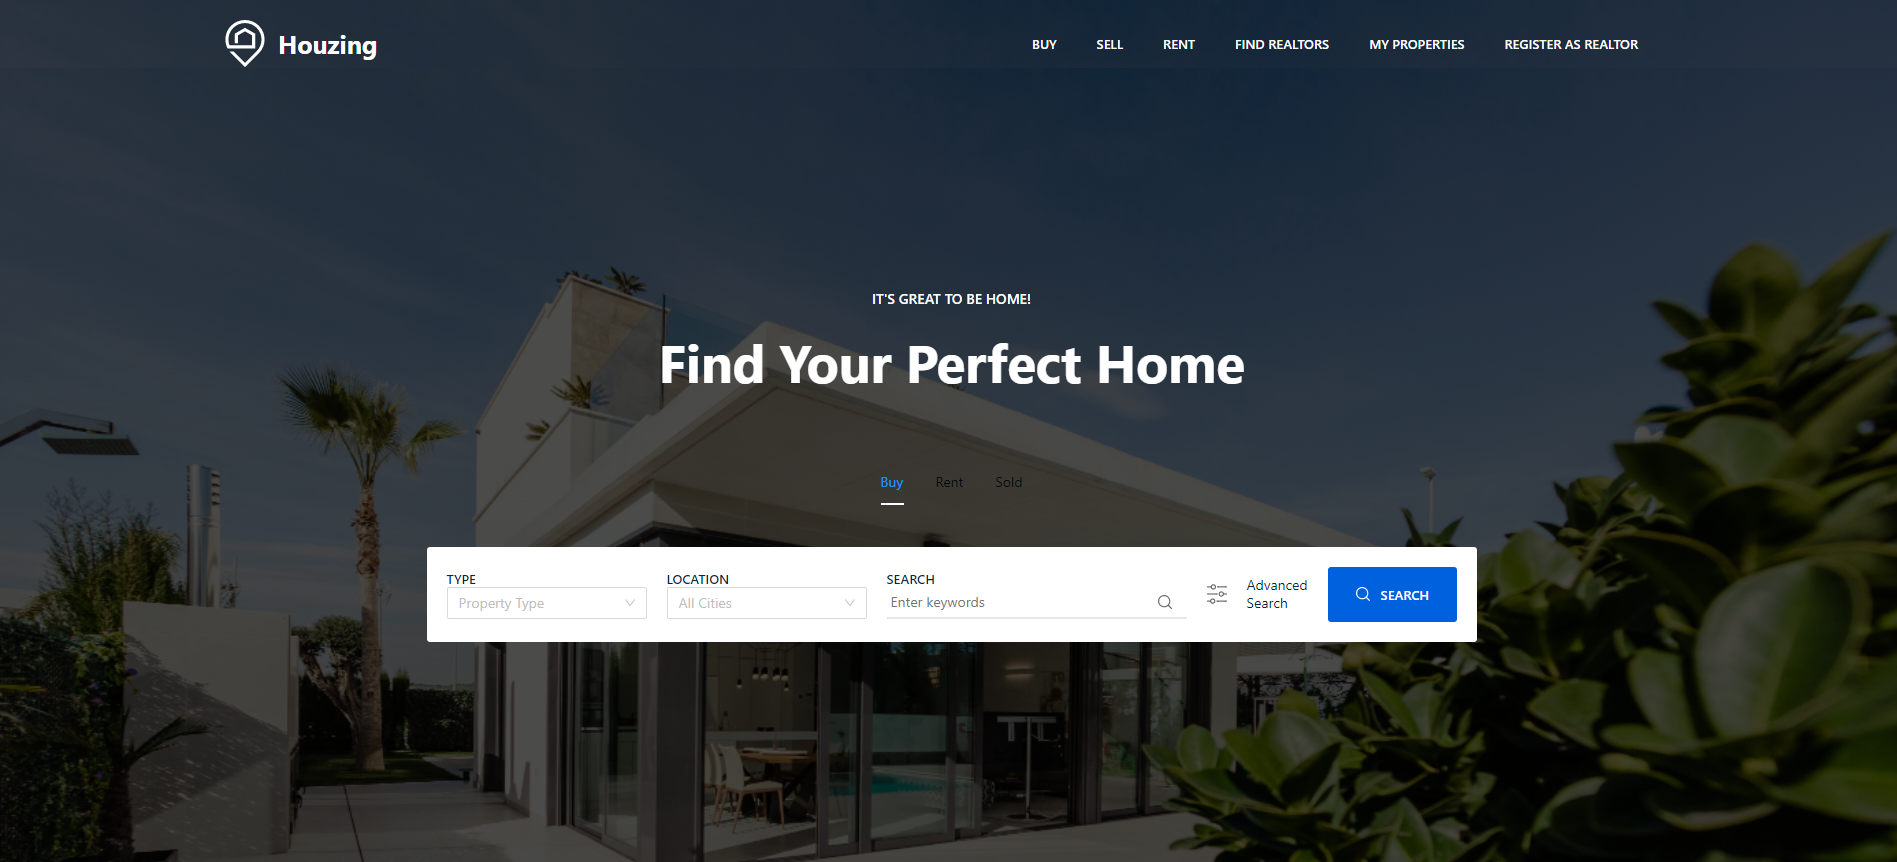 Houzing
BUY SELL RENT FIND REALTORS MY PROPERTIES REGISTER AS REALTOR
IT'S GREAT TO BE HOME!
Find Your Perfect Home
Buy Rent Sold
TYPE
Property Type
LOCATION
All Cities
SEARCH
Enter keywords
Advanced
Search
SEARCH